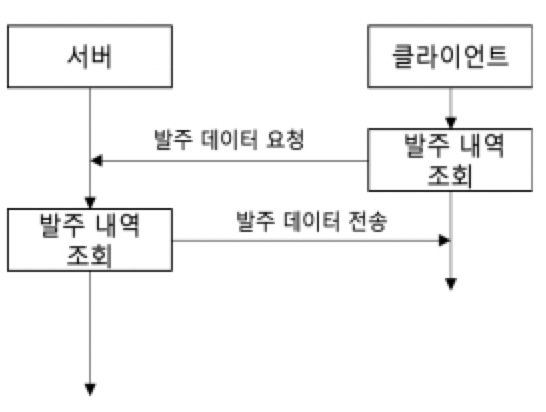 서버
클라이언트
발주 데이터 요청
발주 내역
조회
발주 내역
조회
발주 데이터 전송